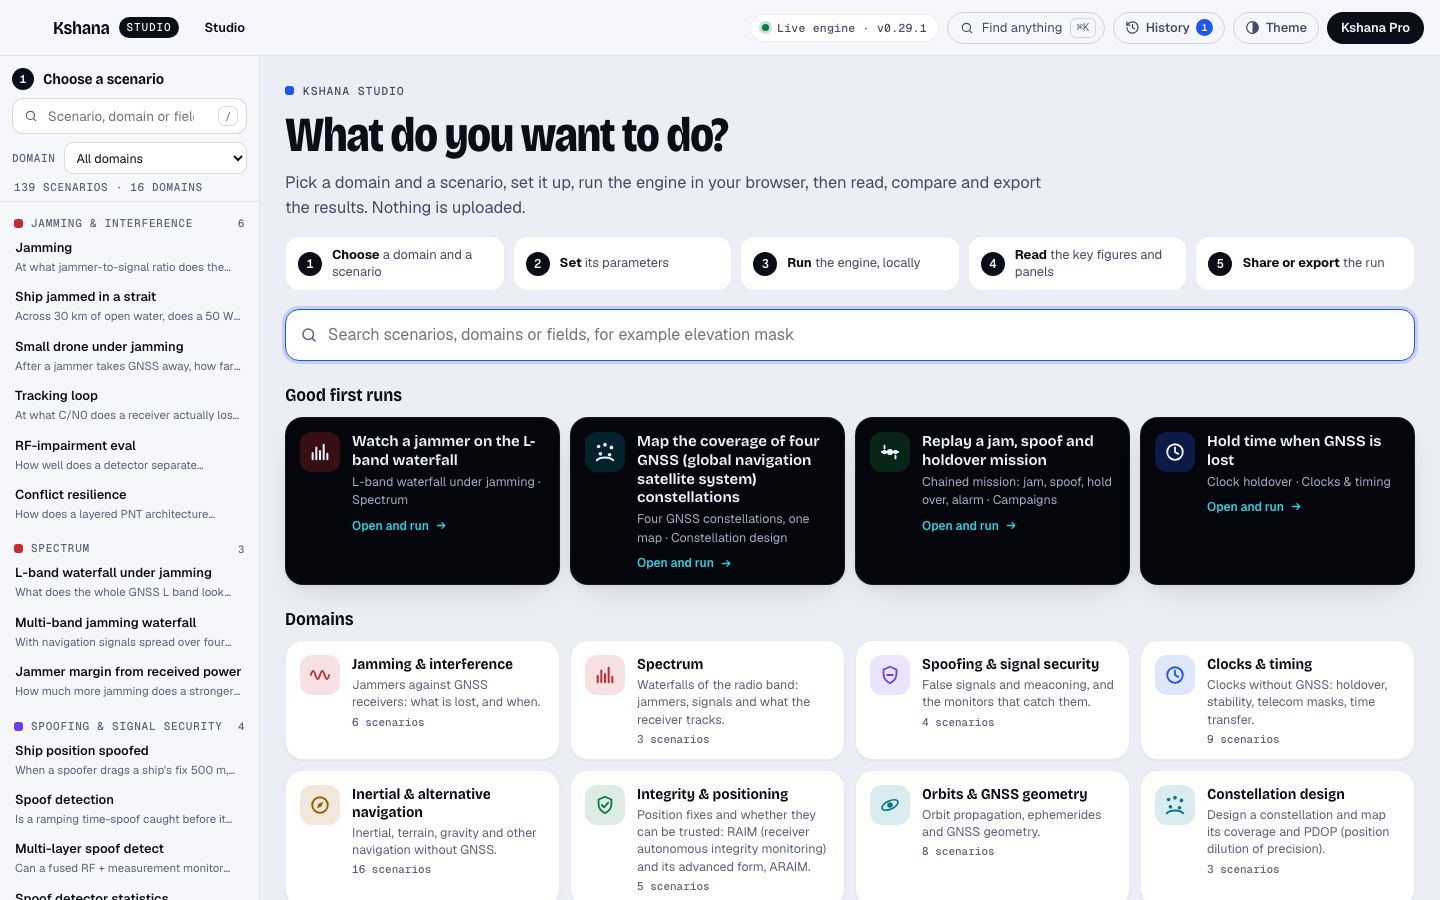 Kshana STUDIO Studio
Live engine · v0.29.1
Find anything ⌘K
History 1
Theme
Kshana Pro
1 Choose a scenario
Scenario, domain or fiel /
DOMAIN All domains
139 SCENARIOS · 16 DOMAINS
JAMMING & INTERFERENCE 6
Jamming
At what jammer-to-signal ratio does the...
Ship jammed in a strait
Across 30 km of open water, does a 50 W...
Small drone under jamming
After a jammer takes GNSS away, how far...
Tracking loop
At what C/N0 does a receiver actually los...
RF-impairment eval
How well does a detector separate...
Conflict resilience
How does a layered PNT architecture...
SPECTRUM 3
L-band waterfall under jamming
What does the whole GNSS L band look...
Multi-band jamming waterfall
With navigation signals spread over four...
Jammer margin from received power
How much more jamming does a stronger...
SPOOFING & SIGNAL SECURITY 4
Ship position spoofed
When a spoofer drags a ship's fix 500 m,...
Spoof detection
Is a ramping time-spoof caught before it...
Multi-layer spoof detect
Can a fused RF + measurement monitor...
Spoof detector statistics
KSHANA STUDIO
What do you want to do?
Pick a domain and a scenario, set it up, run the engine in your browser, then read, compare and export
the results. Nothing is uploaded.
1 Choose a domain and a
scenario
2 Set its parameters
3 Run the engine, locally
4 Read the key figures and
panels
5 Share or export the run
Search scenarios, domains or fields, for example elevation mask
Good first runs
Watch a jammer on the L-
band waterfall
L-band waterfall under jamming ·
Spectrum
Open and run →
Map the coverage of four
GNSS (global navigation
satellite system)
constellations
Four GNSS constellations, one
map · Constellation design
Open and run →
Replay a jam, spoof and
holdover mission
Chained mission: jam, spoof, hold
over, alarm · Campaigns
Open and run →
Hold time when GNSS is
lost
Clock holdover · Clocks & timing
Open and run →
Domains
Jamming & interference
Jammers against GNSS
receivers: what is lost, and when.
6 scenarios
Spectrum
Waterfalls of the radio band:
jammers, signals and what the
receiver tracks.
3 scenarios
Spoofing & signal security
False signals and meaconing, and
the monitors that catch them.
4 scenarios
Clocks & timing
Clocks without GNSS: holdover,
stability, telecom masks, time
transfer.
9 scenarios
Inertial & alternative
navigation
Inertial, terrain, gravity and other
navigation without GNSS.
16 scenarios
Integrity & positioning
Position fixes and whether they
can be trusted: RAIM (receiver
autonomous integrity monitoring)
and its advanced form, ARAIM.
5 scenarios
Orbits & GNSS geometry
Orbit propagation, ephemerides
and GNSS geometry.
8 scenarios
Constellation design
Design a constellation and map
its coverage and PDOP (position
dilution of precision).
3 scenarios